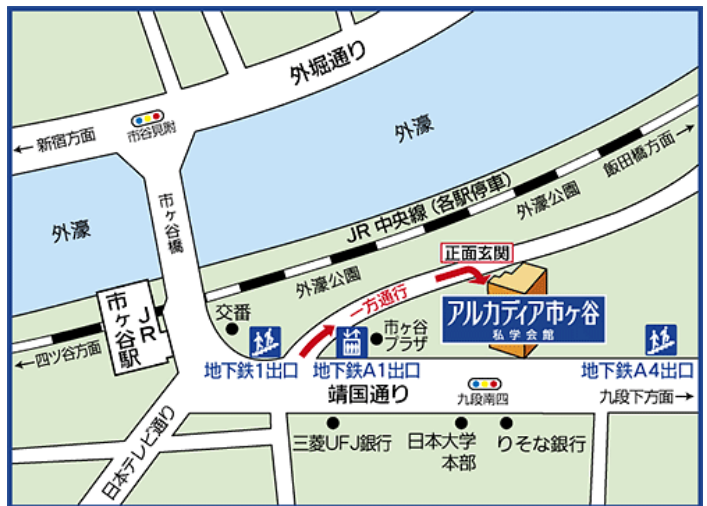 外堀通り
←新宿方面
市谷見附
外濠
飯田橋方面→
市ヶ谷橋
JR 中央線（各駅停車）
外濠公園
外濠
正面玄関
外濠公園
一方通行
JR
市ヶ谷駅
交番
市ヶ谷
プラザ
アルカディア市ヶ谷
私学会館
←四ツ谷方面
地下鉄1出口
地下鉄A1出口
地下鉄A4出口
靖国通り
九段南四
九段下方面→
日本テレビ通り
三菱UFJ銀行
日本大学
本部
りそな銀行